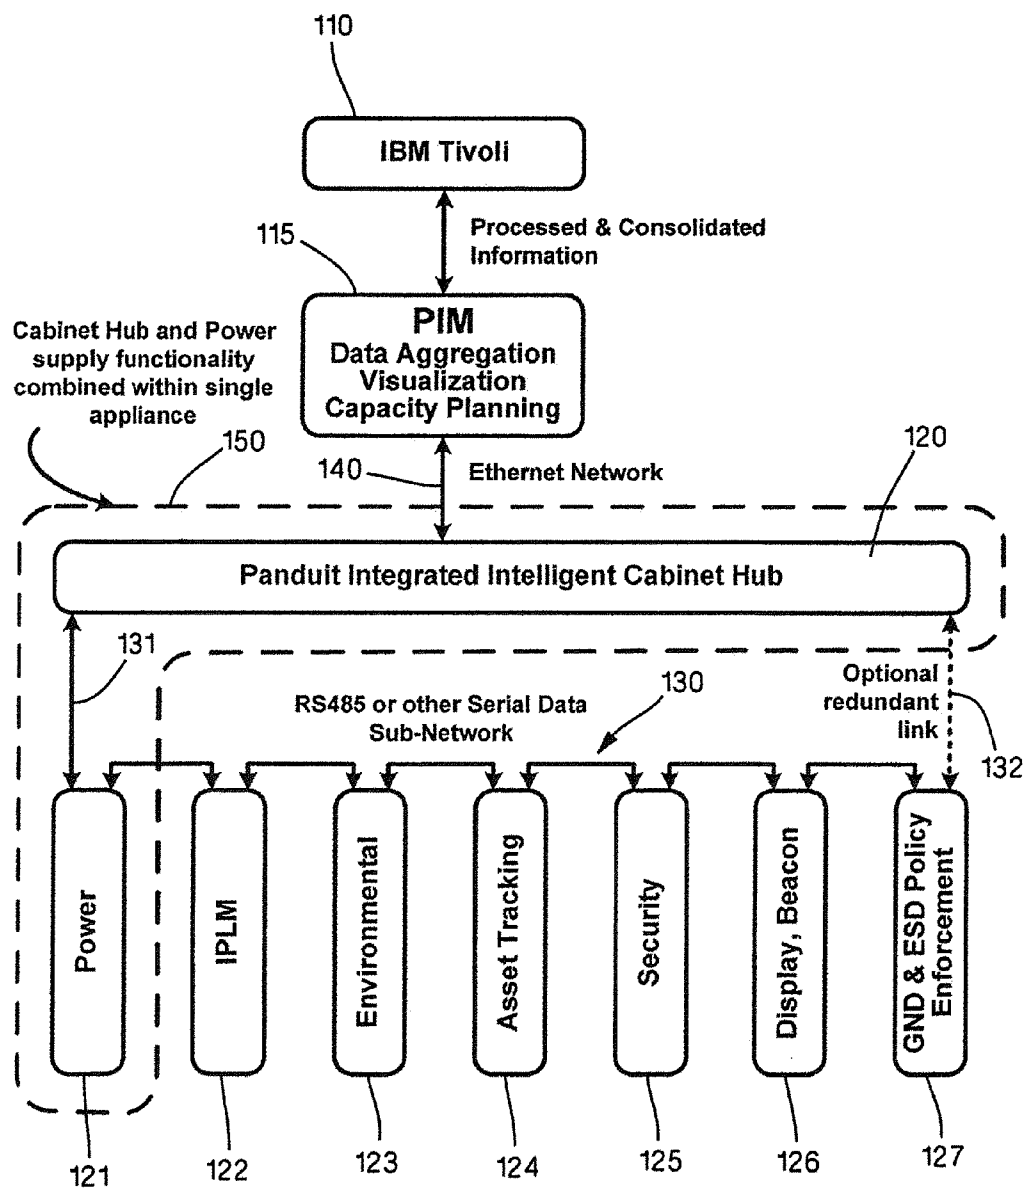 110
IBM Tivoli
Processed & Consolidated
Information
115
PIM
Data Aggregation
Visualization
Capacity Planning
Cabinet Hub and Power
supply functionality
combined within single
appliance
150
140
Ethernet Network
120
Panduit Integrated Intelligent Cabinet Hub
131
RS485 or other Serial Data
Sub-Network
130
Optional
redundant
link
132
Power
IPLM
Environmental
Asset Tracking
Security
Display, Beacon
GND & ESD Policy
Enforcement
121
122
123
124
125
126
127